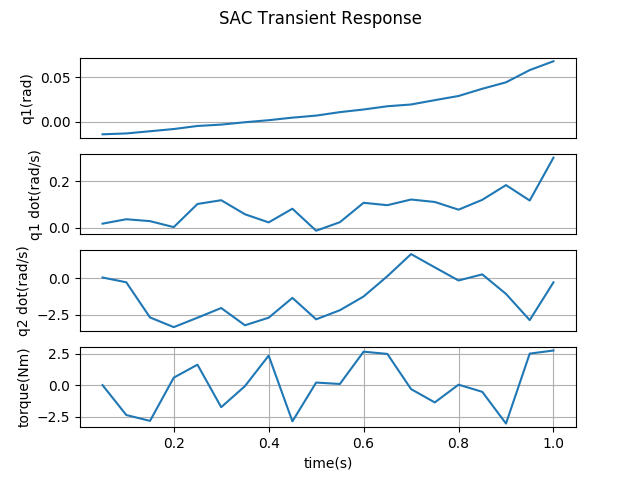 SAC Transient Response
q1(rad)
0.05
0.00
q1 dot(rad/s)
0.2
0.0
q2 dot(rad/s)
0.0
−2.5
torque(Nm)
2.5
0.0
−2.5
0.2 0.4 0.6 0.8 1.0
time(s)